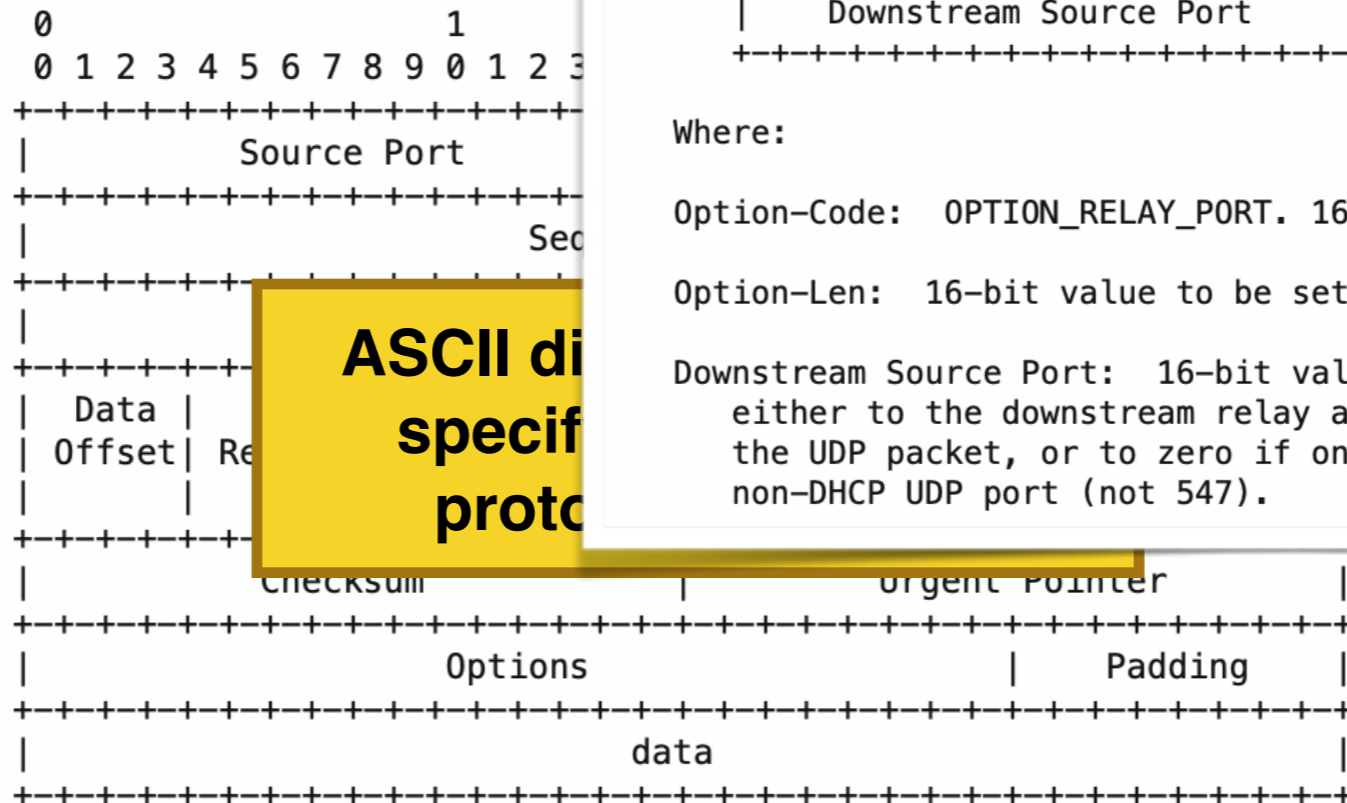 0 1
0 1 2 3 4 5 6 7 8 9 0 1 2 3
+-+-+-+-+-+-+-+-+-+-+-+-+-+-
| Source Port
+-+-+-+-+-+-+-+-+-+-+-+-+-+-
| Seq
+-+-+-+-+-+-+-+-+-+-+-+-+-+-
|
+-+-+-+-+-+-
| Data |
| Offset| Re
| |
+-+-+-+-+-+-
| Checksum | Urgent Pointer |
+-+-+-+-+-+-+-+-+-+-+-+-+-+-+-+-+-+-+-+-+-+-+-+-+-+-+-+-+-+-+-+-+
| Options | Padding |
+-+-+-+-+-+-+-+-+-+-+-+-+-+-+-+-+-+-+-+-+-+-+-+-+-+-+-+-+-+-+-+-+
| data |
+-+-+-+-+-+-+-+-+-+-+-+-+-+-+-+-+-+-+-+-+-+-+-+-+-+-+-+-+-+-+-+-+
ASCII di
specif
proto
| Downstream Source Port
+-+-+-+-+-+-+-+-+-+-+-+-+-+-+-+
Where:
Option-Code: OPTION_RELAY_PORT. 16
Option-Len: 16-bit value to be set
Downstream Source Port: 16-bit val
either to the downstream relay a
the UDP packet, or to zero if on
non-DHCP UDP port (not 547).